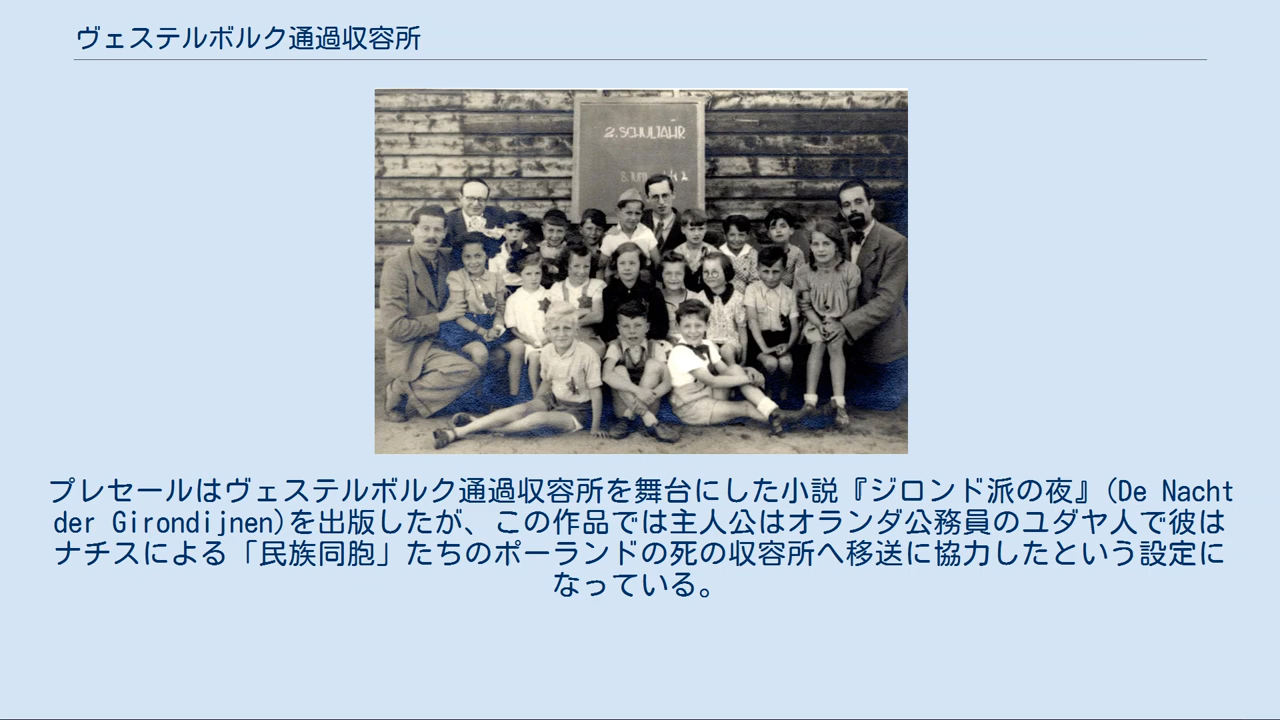 ヴェステルボルク通過収容所
2. SCHULJAHR
プレセールはヴェステルボルク通過収容所を舞台にした小説『ジロンド派の夜』(De Nacht
der Girondijnen)を出版したが、この作品では主人公はオランダ公務員のユダヤ人で彼は
ナチスによる「民族同胞」たちのポーランドの死の収容所へ移送に協力したという設定に
なっている。